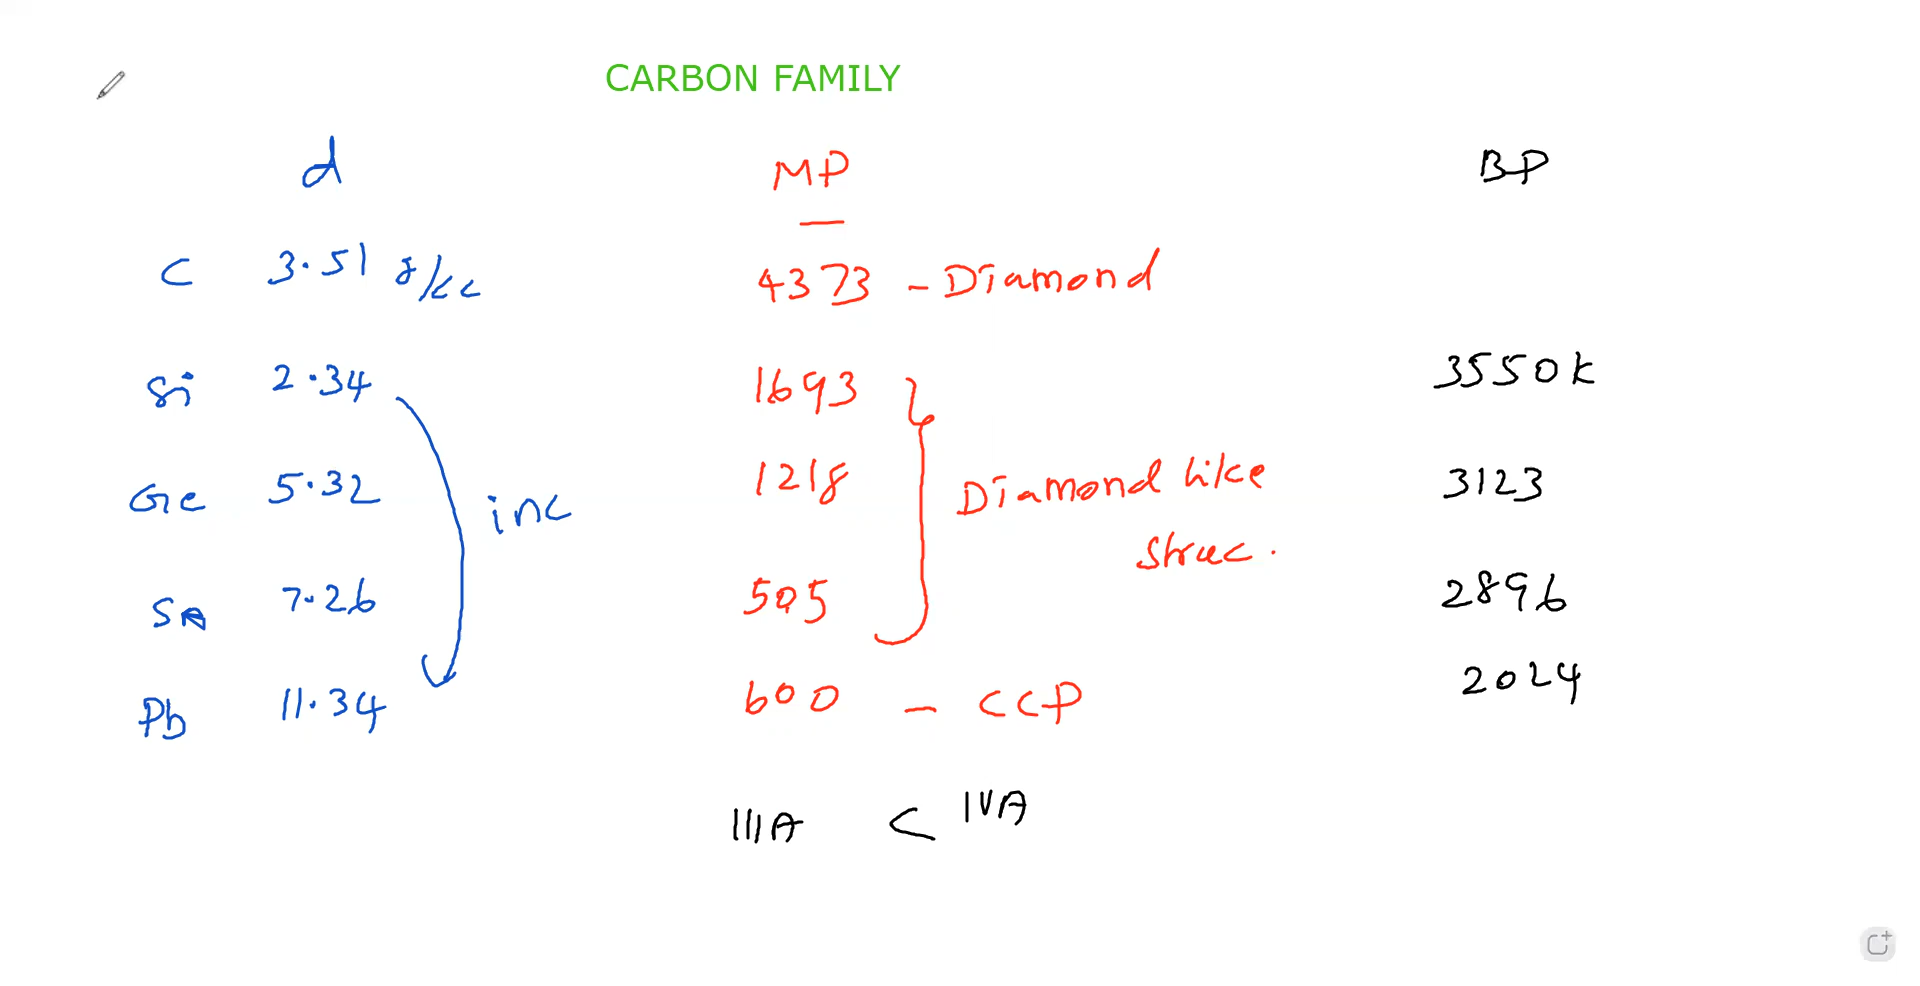 CARBON FAMILY
d MP BP
C 3.51 g/cc 4373 - Diamond
Si 2.34 1693 3550K
Ge 5.32 inc 1218 Diamond like 3123
struc.
Sn 7.26 505 2896
Pb 11.34 600 - CCP 2024
IIIA < IVA